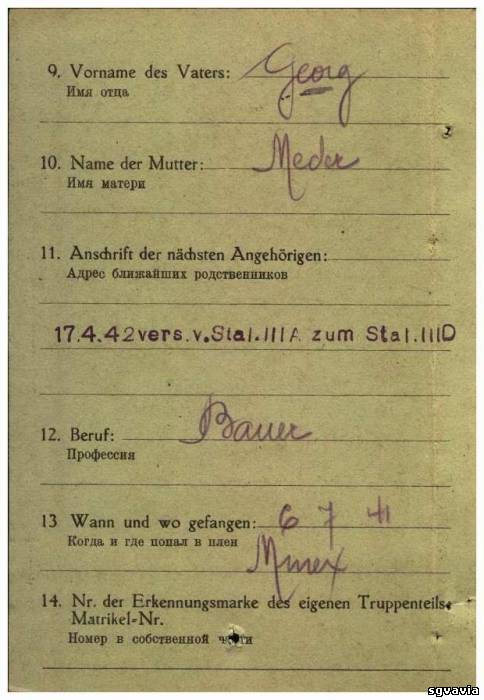 9. Vorname des Vaters: Georg
Имя отца
10. Name der Mutter: Meder
Имя матери
11. Anschrift der nächsten Angehörigen:
Адрес ближайших родственников
17.4.42 vers.v.Stal.IIIA zum Stal.IIID
12. Beruf: Bauer
Профессия
13 Wann und wo gefangen: 6 7 41
Когда и где попал в плен
14. Nr. der Erkennungsmarke des eigenen Truppenteils,
Matrikel-Nr.
Номер в собственной части
sgvavia